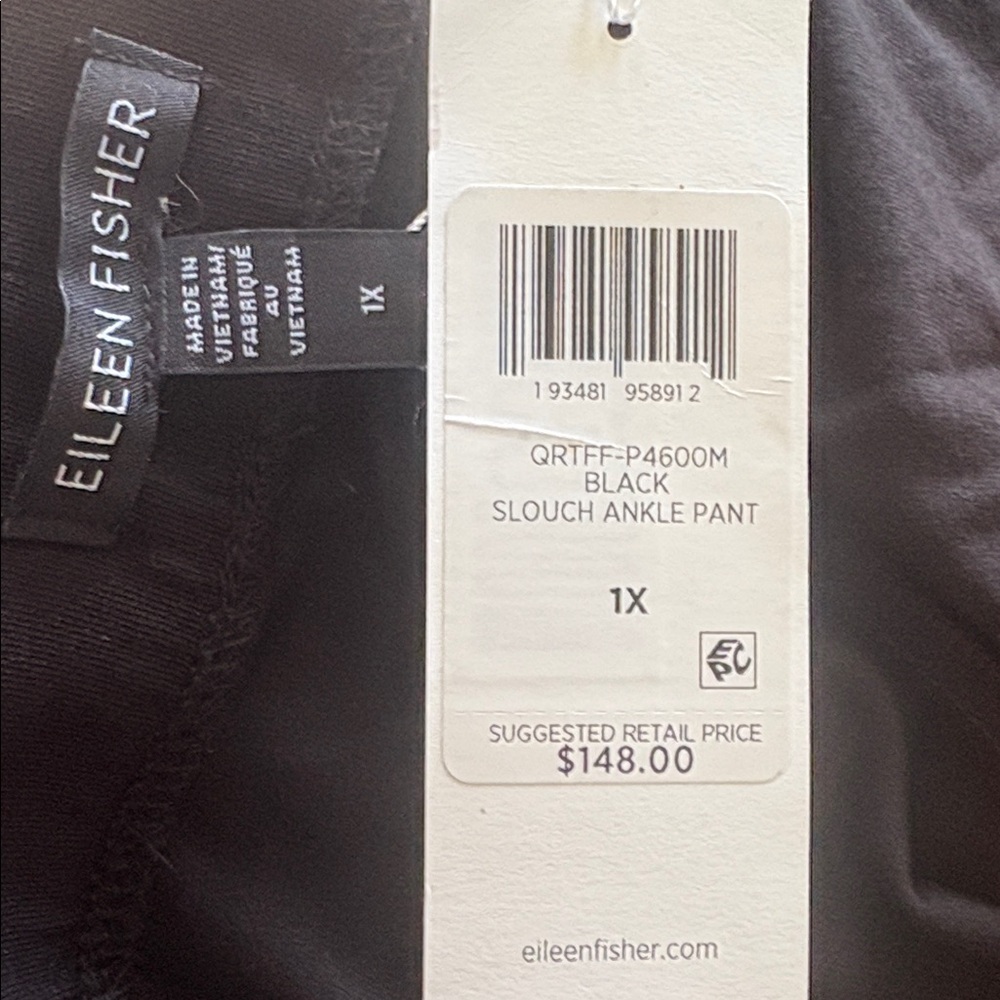 EILEEN FISHER
MADE IN
VIETNAM/
FABRIQUÉ
AU
VIETNAM
1X
1 93481 95891 2
QRTFF-P4600M
BLACK
SLOUCH ANKLE PANT
1X
EPC
SUGGESTED RETAIL PRICE
$148.00
eileenfisher.com